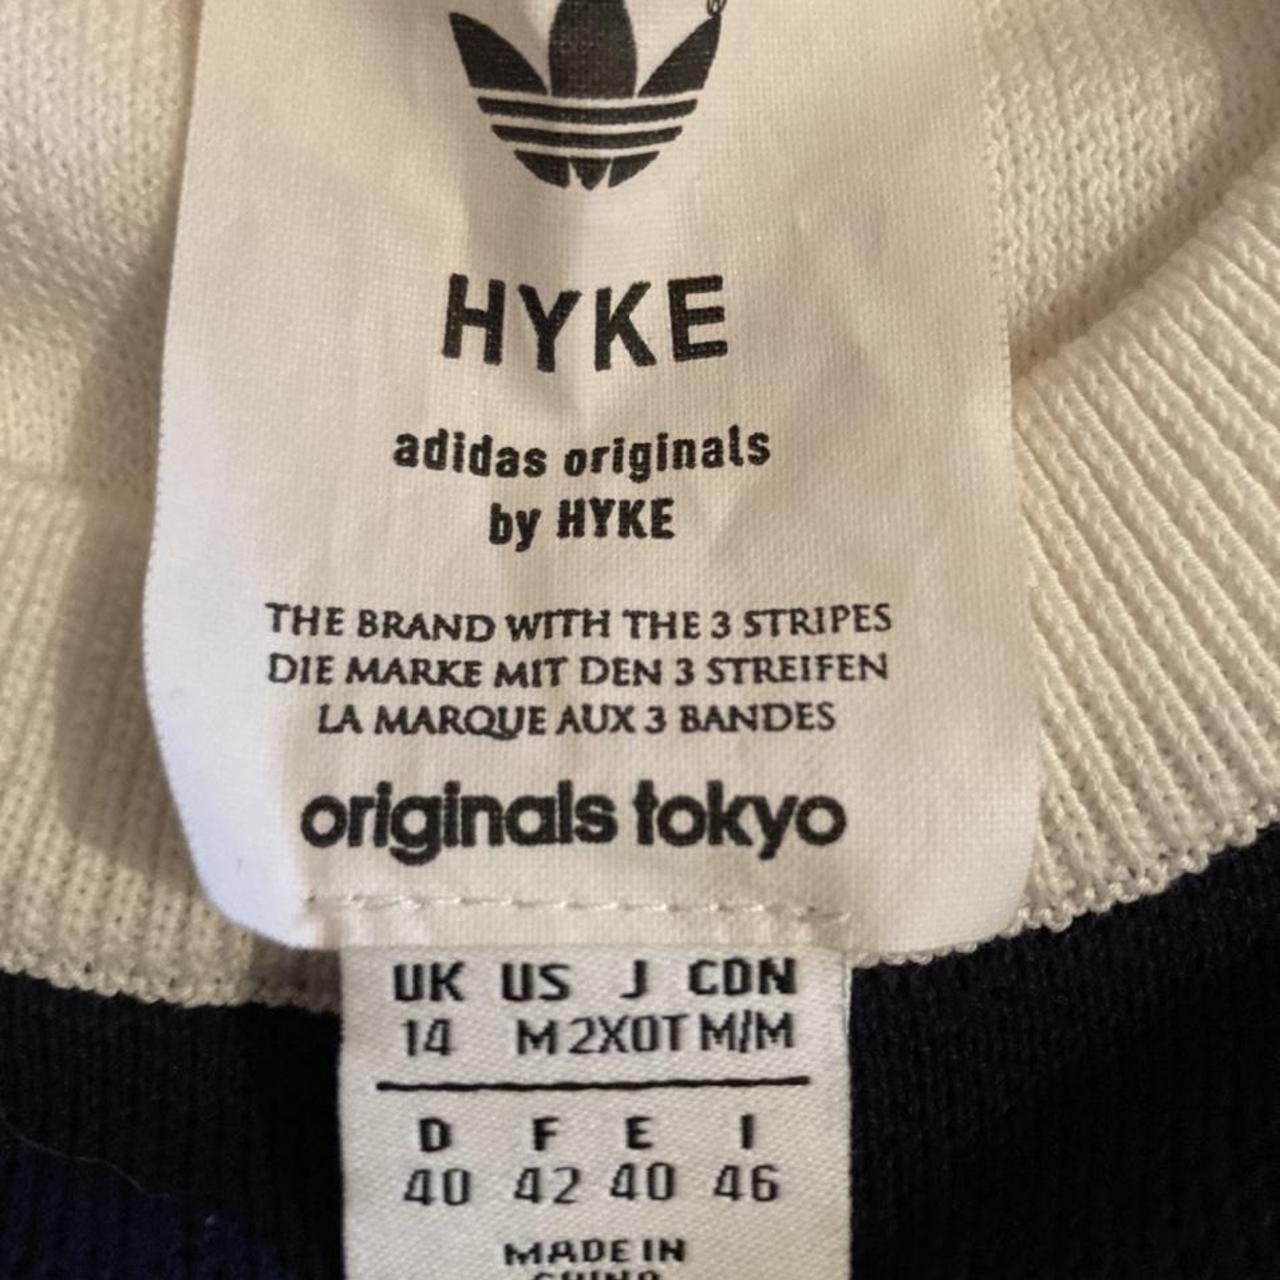 ®
HYKE
adidas originals
by HYKE
THE BRAND WITH THE 3 STRIPES
DIE MARKE MIT DEN 3 STREIFEN
LA MARQUE AUX 3 BANDES
originals tokyo
UK US J CDN
14 M 2XOT M/M
D F E I
40 42 40 46
MADE IN
CHINA